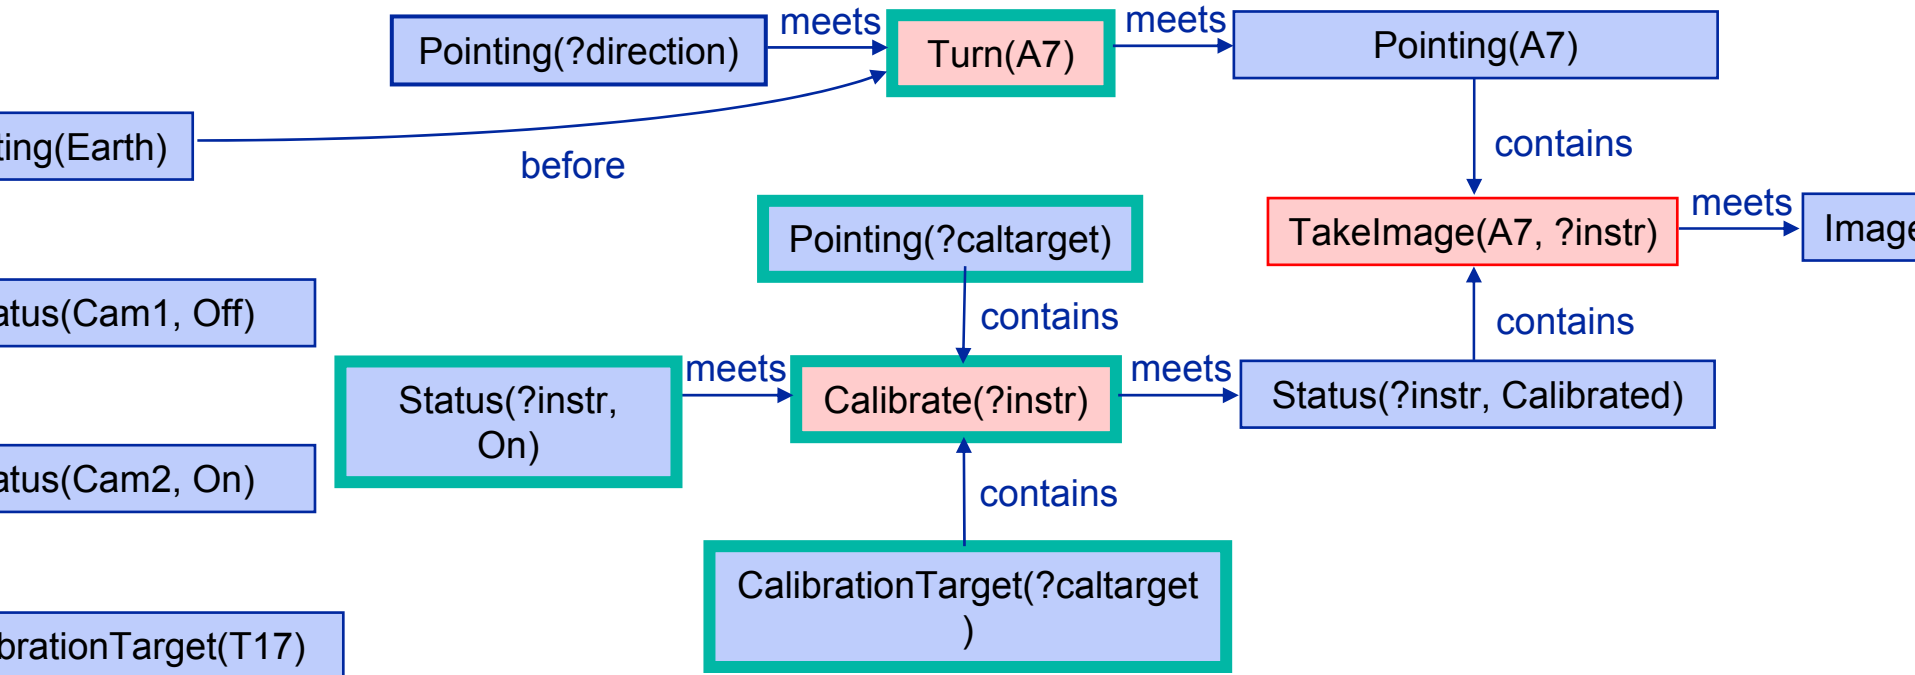 Pointing(?direction)
meets
Turn(A7)
meets
Pointing(A7)
ting(Earth)
before
contains
Pointing(?caltarget)
TakeImage(A7, ?instr)
meets
Image
atus(Cam1, Off)
contains
contains
Status(?instr,
On)
meets
Calibrate(?instr)
meets
Status(?instr, Calibrated)
atus(Cam2, On)
contains
CalibrationTarget(?caltarget
)
brationTarget(T17)